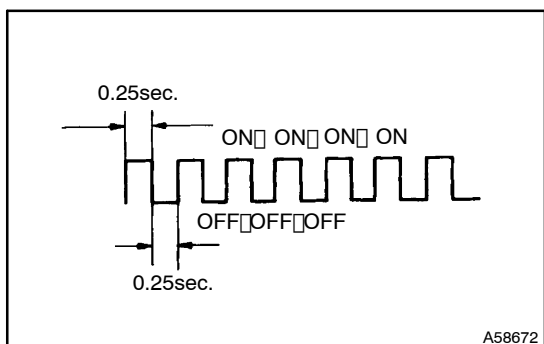 0.25sec.
ON▯ ON▯ ON▯ ON
OFF▯OFF▯OFF
0.25sec.
A58672